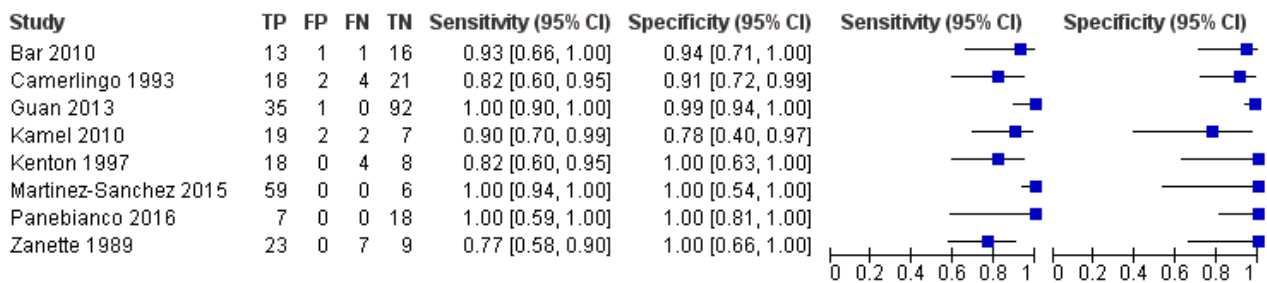 Study TP FP FN TN Sensitivity (95% CI) Specificity (95% CI) Sensitivity (95% CI) Specificity (95% CI)
Bar 2010 13 1 1 16 0.93 [0.66, 1.00] 0.94 [0.71, 1.00]
Camerlingo 1993 18 2 4 21 0.82 [0.60, 0.95] 0.91 [0.72, 0.99]
Guan 2013 35 1 0 92 1.00 [0.90, 1.00] 0.99 [0.94, 1.00]
Kamel 2010 19 2 2 7 0.90 [0.70, 0.99] 0.78 [0.40, 0.97]
Kenton 1997 18 0 4 8 0.82 [0.60, 0.95] 1.00 [0.63, 1.00]
Martinez-Sanchez 2015 59 0 0 6 1.00 [0.94, 1.00] 1.00 [0.54, 1.00]
Panebianco 2016 7 0 0 18 1.00 [0.59, 1.00] 1.00 [0.81, 1.00]
Zanette 1989 23 0 7 9 0.77 [0.58, 0.90] 1.00 [0.66, 1.00]
0 0.2 0.4 0.6 0.8 1 0 0.2 0.4 0.6 0.8 1